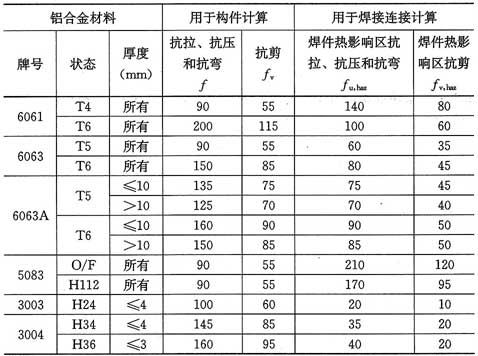 铝合金材料 用于构件计算 用于焊接连接计算
牌号 状态 厚度(mm) 抗拉、抗压和抗弯 f 抗剪 fv 焊件热影响区抗拉、抗压和抗弯 fu,haz 焊件热影响区抗剪 fv,haz
6061 T4 所有 90 55 140 80
T6 所有 200 115 100 60
6063 T5 所有 90 55 60 35
T6 所有 150 85 80 45
6063A T5 ≤10 135 75 75 45
>10 125 70 70 40
T6 ≤10 160 90 90 50
>10 150 85 85 50
5083 O/F 所有 90 55 210 120
H112 所有 90 55 170 95
3003 H24 ≤4 100 60 20 10
3004 H34 ≤4 145 85 35 20
H36 ≤3 160 95 40 20